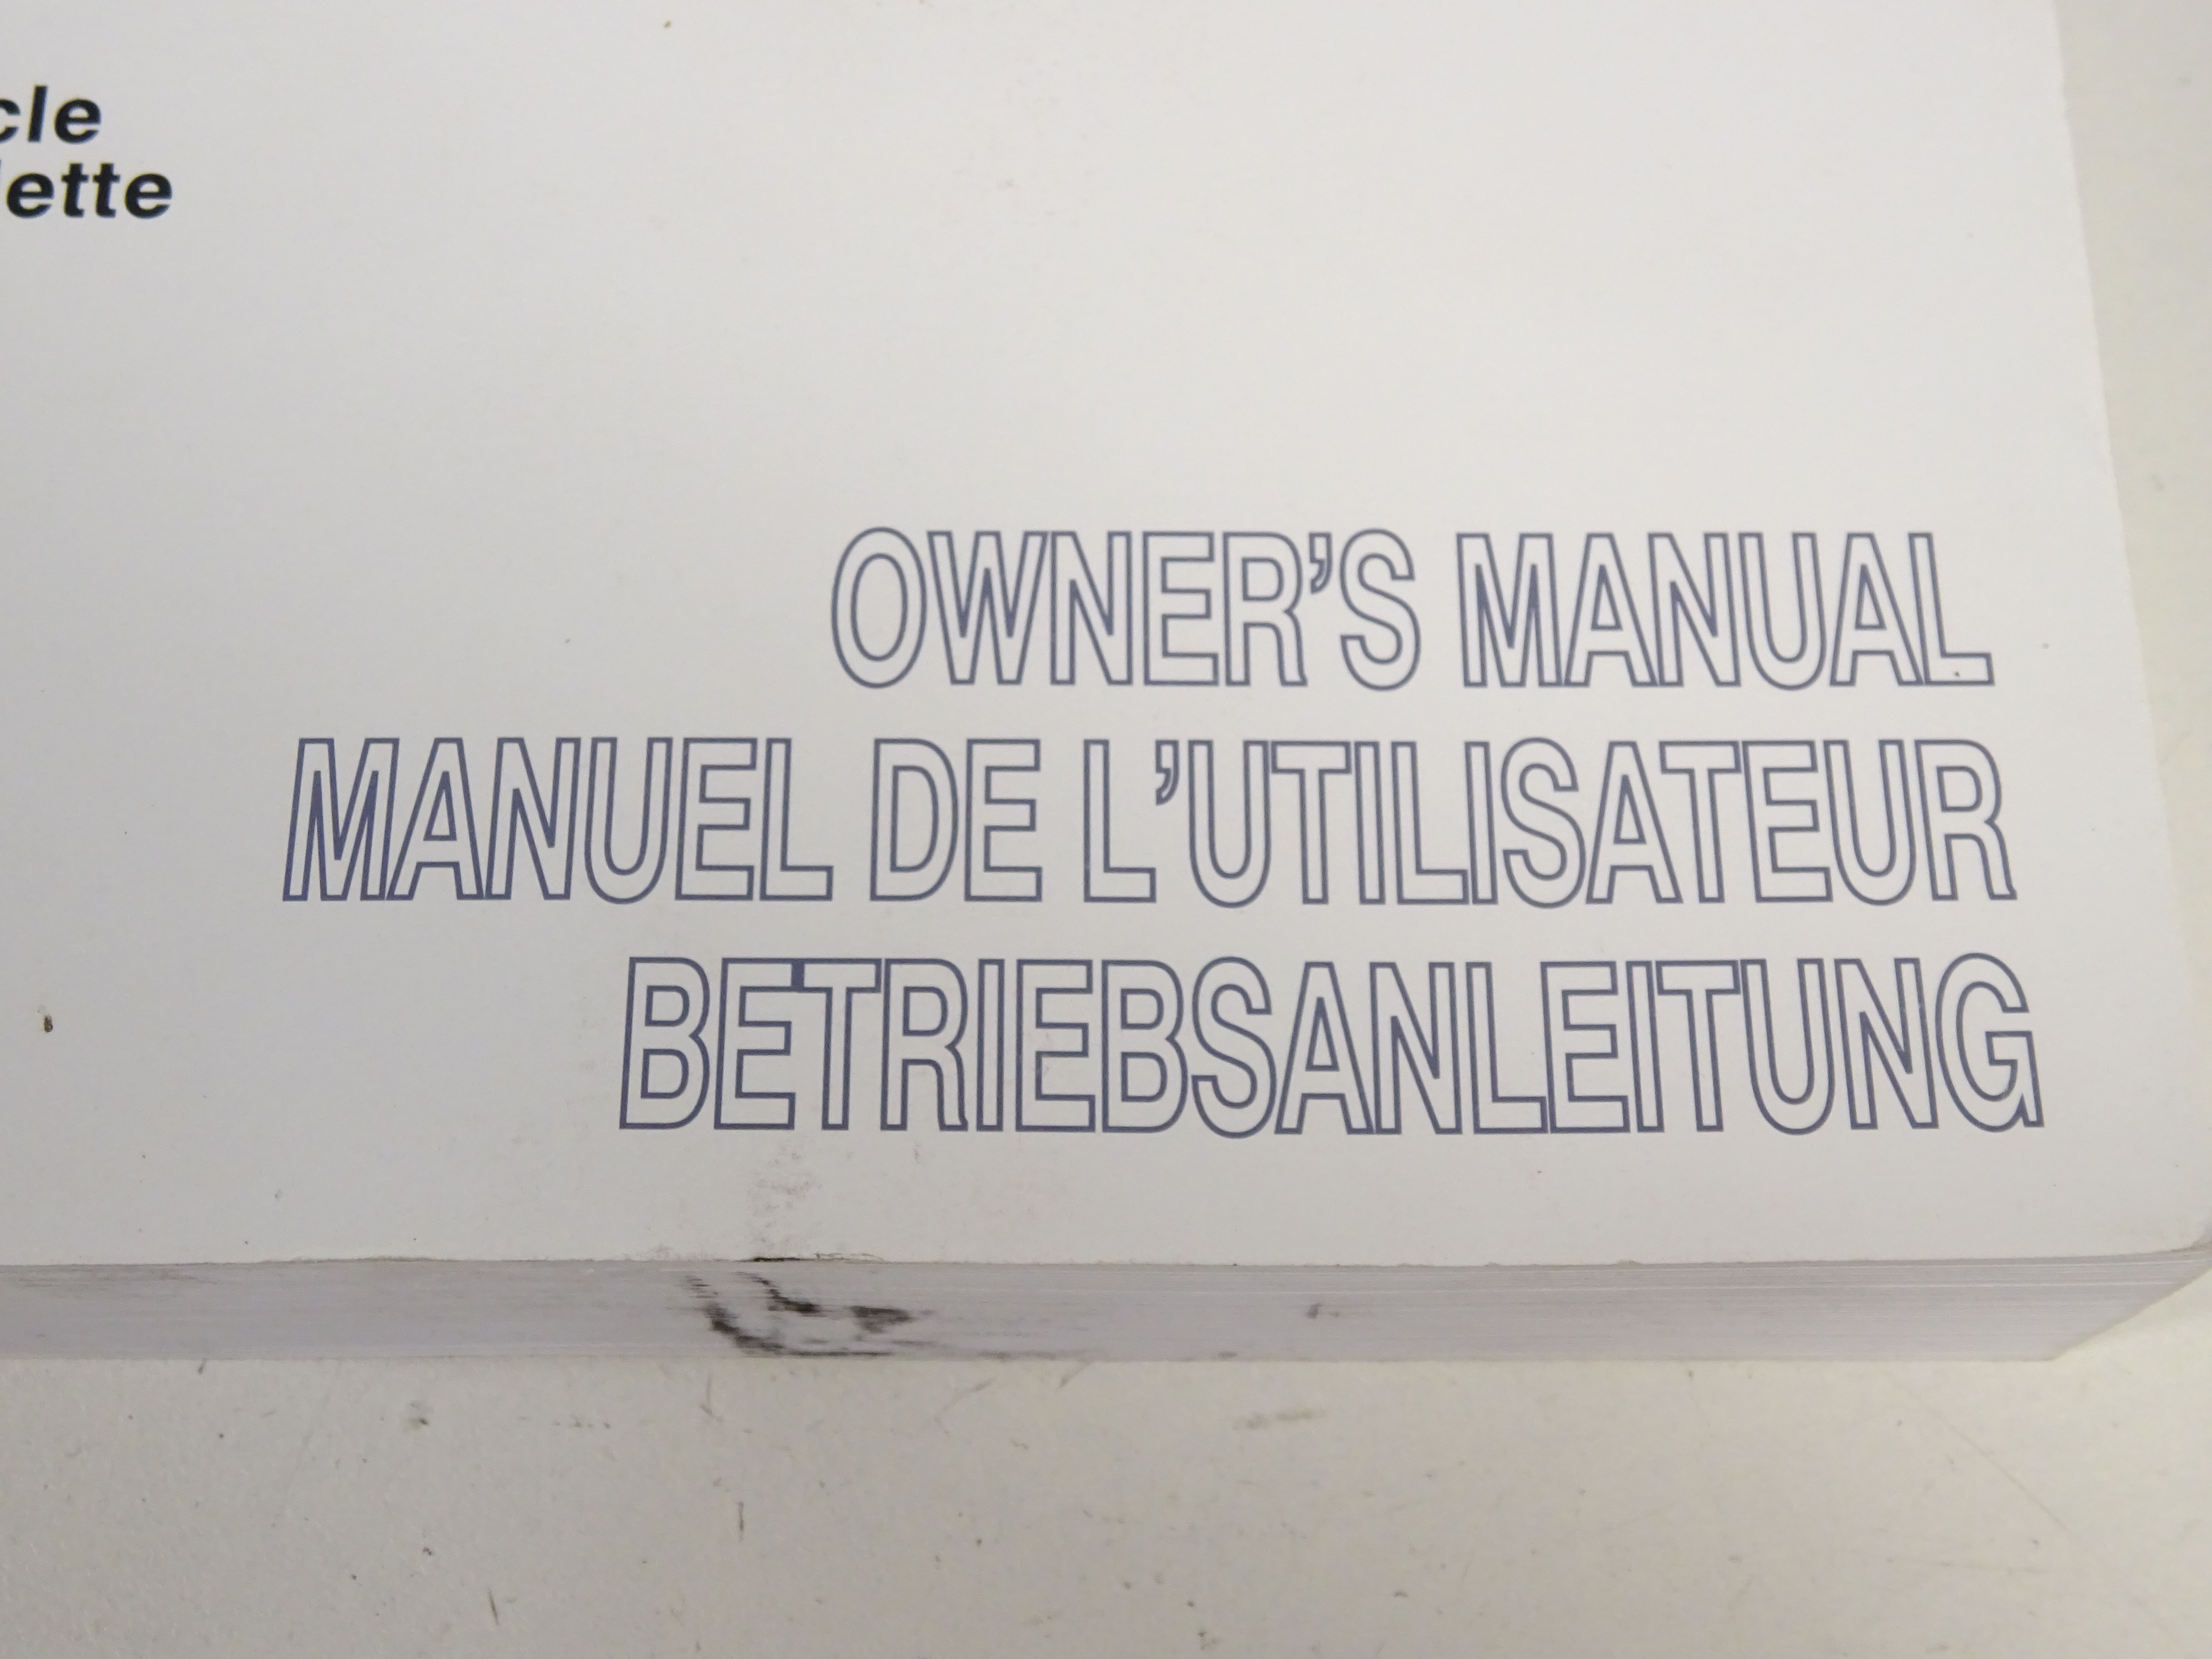 cle
lette
OWNER'S MANUAL
MANUEL DE L'UTILISATEUR
BETRIEBSANLEITUNG